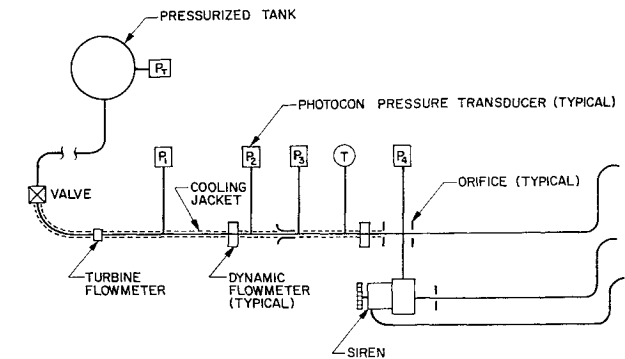 PRESSURIZED TANK
PT
PHOTOCON PRESSURE TRANSDUCER (TYPICAL)
P1
P2
P3
T
P4
COOLING
JACKET
ORIFICE (TYPICAL)
VALVE
TURBINE
FLOWMETER
DYNAMIC
FLOWMETER
(TYPICAL)
SIREN